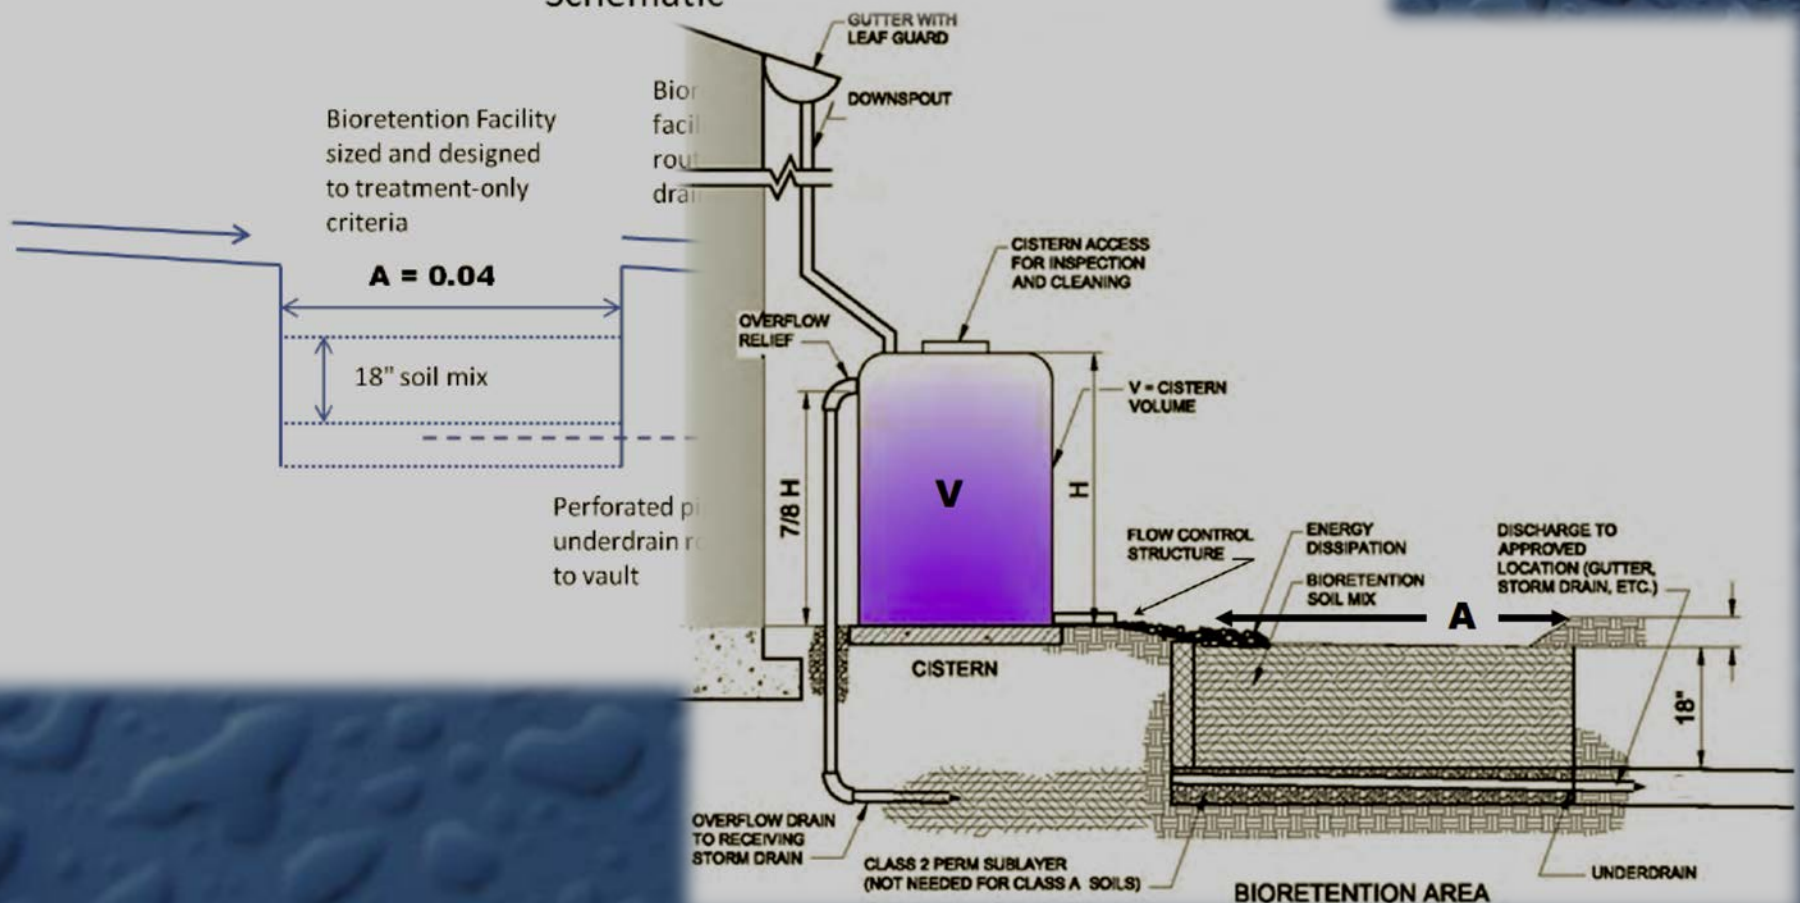 Schematic
GUTTER WITH
LEAF GUARD
DOWNSPOUT
Bioretention Facility
sized and designed
to treatment-only
criteria
A = 0.04
18" soil mix
Perforated
underdrain
to vault
CISTERN ACCESS
FOR INSPECTION
AND CLEANING
OVERFLOW
RELIEF
V = CISTERN
VOLUME
V
7/8 H
H
FLOW CONTROL
STRUCTURE
ENERGY
DISSIPATION
BIORETENTION
SOIL MIX
DISCHARGE TO
APPROVED
LOCATION (GUTTER,
STORM DRAIN, ETC.)
A
CISTERN
18"
OVERFLOW DRAIN
TO RECEIVING
STORM DRAIN
CLASS 2 PERM SUBLAYER
(NOT NEEDED FOR CLASS A SOILS)
UNDERDRAIN
BIORETENTION AREA